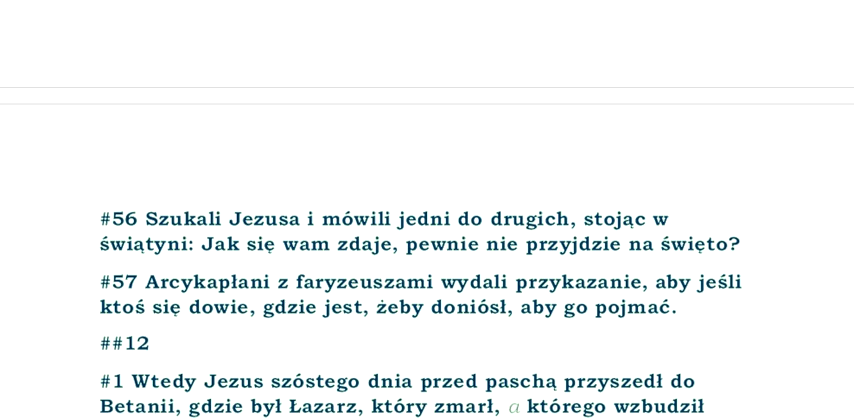 #56 Szukali Jezusa i mówili jedni do drugich, stojąc w
świątyni: Jak się wam zdaje, pewnie nie przyjdzie na święto?
#57 Arcykapłani z faryzeuszami wydali przykazanie, aby jeśli
ktoś się dowie, gdzie jest, żeby doniósł, aby go pojmać.
##12
#1 Wtedy Jezus szóstego dnia przed paschą przyszedł do
Betanii, gdzie był Łazarz, który zmarł, a którego wzbudził